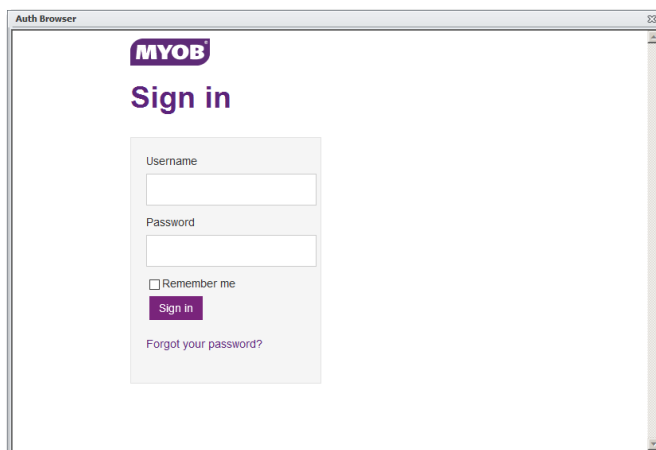 Auth Browser
MYOB
Sign in
Username
Password
Remember me
Sign in
Forgot your password?